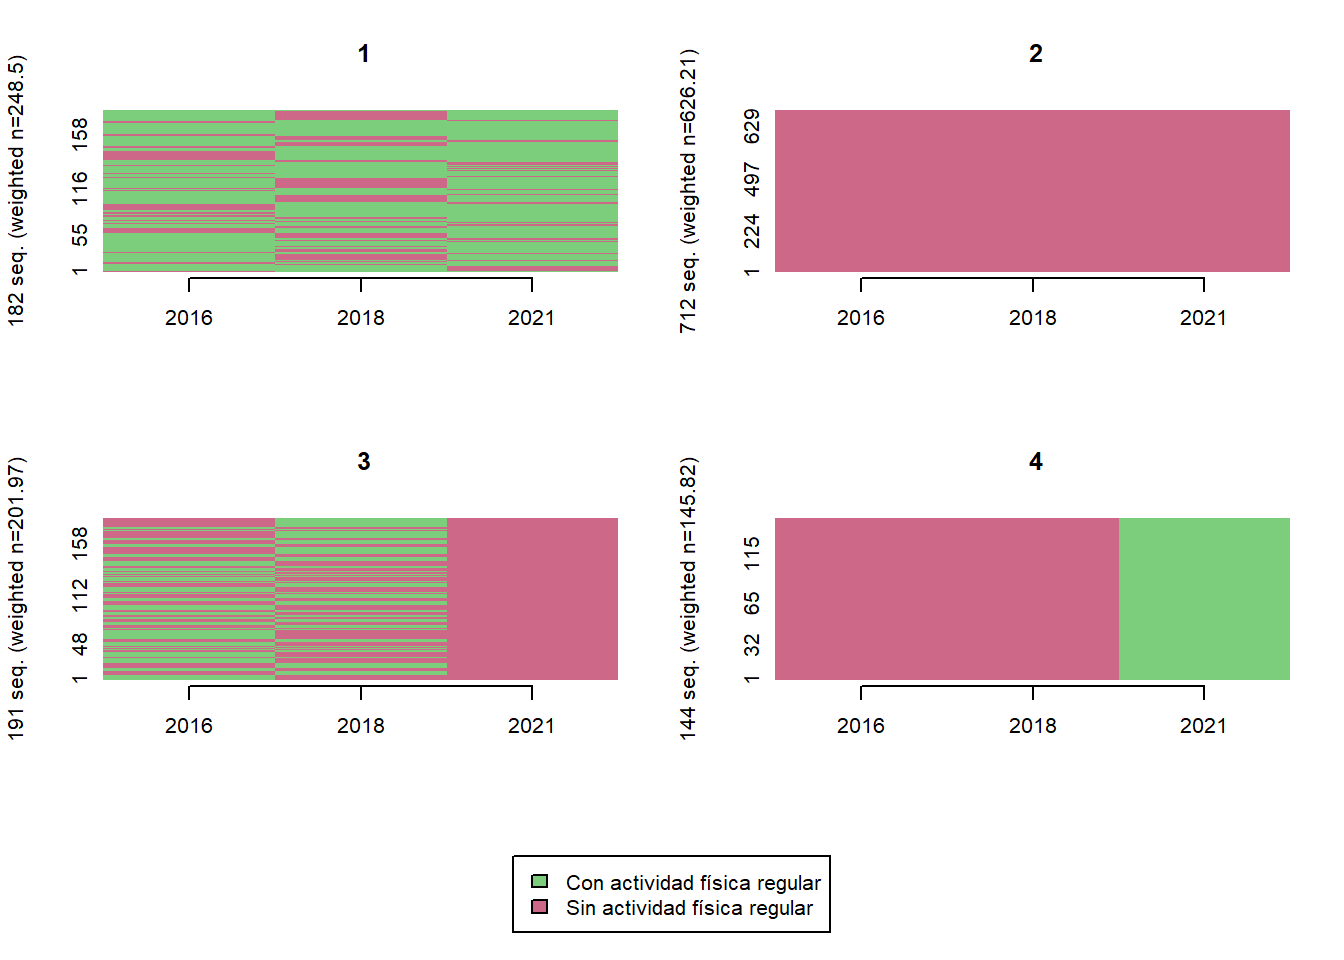 1
182 seq. (weighted n=248.5)
158
116
55
1
2016 2018 2021
2
712 seq. (weighted n=626.21)
629
497
224
1
2016 2018 2021
3
191 seq. (weighted n=201.97)
158
112
48
1
2016 2018 2021
4
144 seq. (weighted n=145.82)
115
65
32
1
2016 2018 2021
Con actividad física regular
Sin actividad física regular